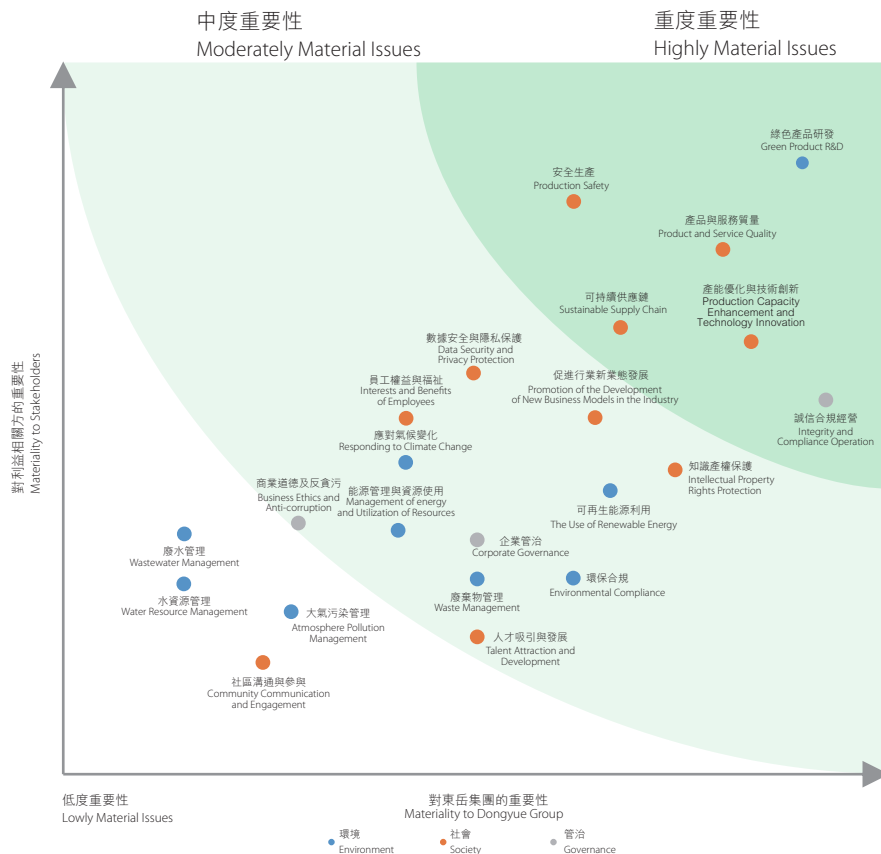 中度重要性
Moderately Material Issues
重度重要性
Highly Material Issues
對利益相關方的重要性
Materiality to Stakeholders
綠色產品研發
Green Product R&D
安全生產
Production Safety
產品與服務質量
Product and Service Quality
可持續供應鏈
Sustainable Supply Chain
產能優化與技術創新
Production Capacity
Enhancement and
Technology Innovation
數據安全與隱私保護
Data Security and
Privacy Protection
員工權益與福祉
Interests and Benefits
of Employees
促進行業新業態發展
Promotion of the Development
of New Business Models in the Industry
誠信合規經營
Integrity and
Compliance Operation
應對氣候變化
Responding to Climate Change
知識產權保護
Intellectual Property
Rights Protection
商業道德及反貪污
Business Ethics and
Anti-corruption
能源管理與資源使用
Management of energy
and Utilization of Resources
可再生能源利用
The Use of Renewable Energy
廢水管理
Wastewater Management
企業管治
Corporate Governance
水資源管理
Water Resource Management
廢棄物管理
Waste Management
環保合規
Environmental Compliance
大氣污染管理
Atmosphere Pollution
Management
人才吸引與發展
Talent Attraction and
Development
社區溝通與參與
Community Communication
and Engagement
低度重要性
Lowly Material Issues
對東岳集團的重要性
Materiality to Dongyue Group
環境
Environment
社會
Society
管治
Governance